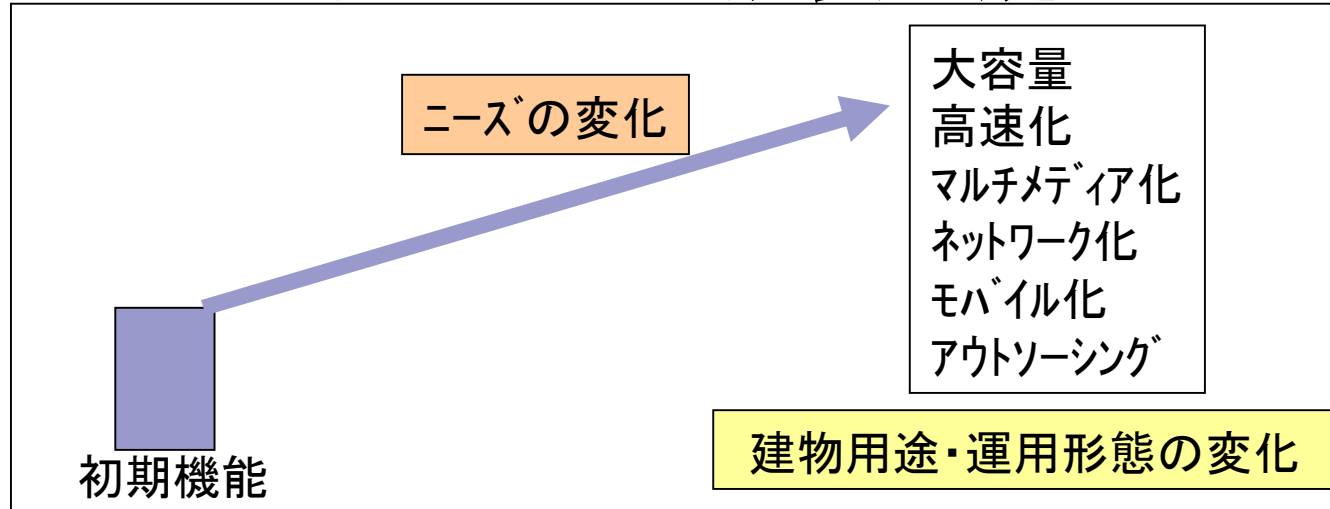 ﾆｰｽﾞの変化
大容量
高速化
ﾏﾙﾁﾒﾃﾞｨｱ化
ﾈｯﾄﾜｰｸ化
ﾓﾊﾞｲﾙ化
ｱｳﾄｿｰｼﾝｸﾞ
初期機能
建物用途・運用形態の変化